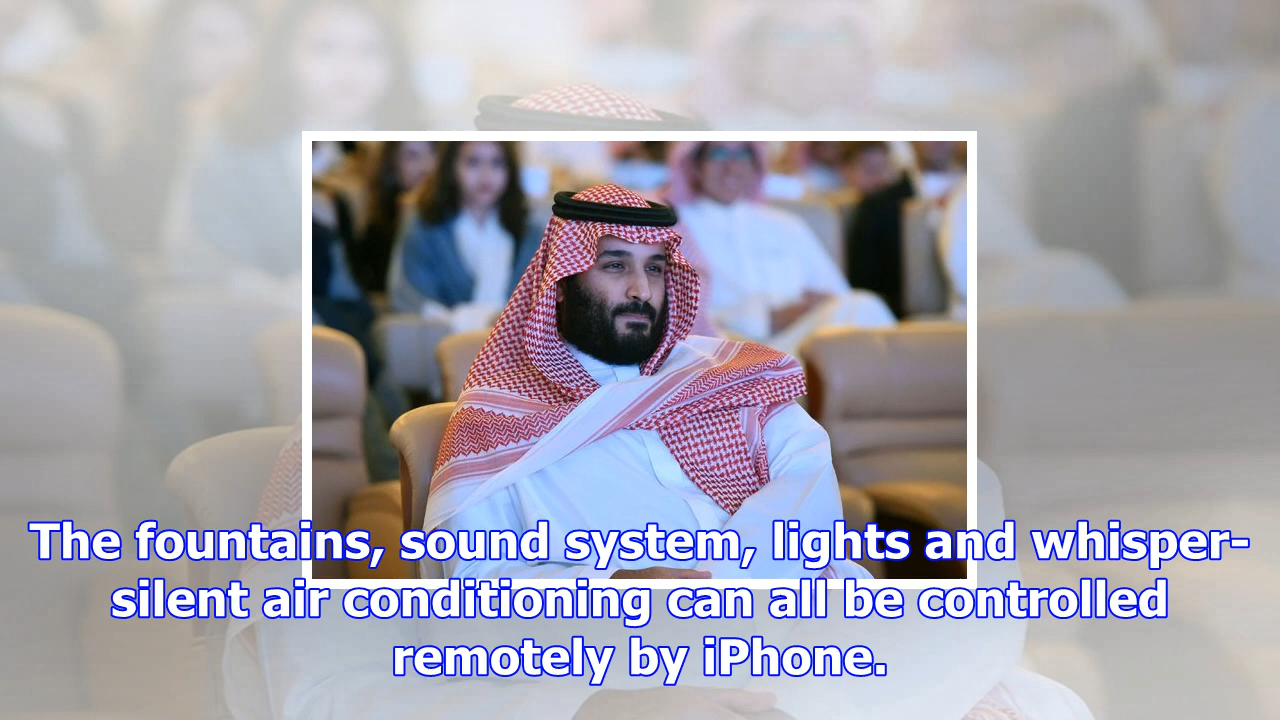 The fountains, sound system, lights and whisper-
silent air conditioning can all be controlled
remotely by iPhone.